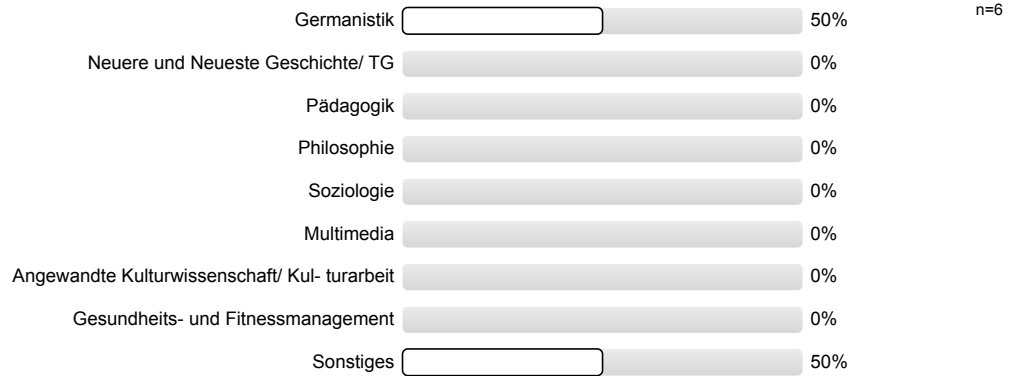 Germanistik 50% n=6
Neuere und Neueste Geschichte/ TG 0%
Pädagogik 0%
Philosophie 0%
Soziologie 0%
Multimedia 0%
Angewandte Kulturwissenschaft/ Kul- turarbeit 0%
Gesundheits- und Fitnessmanagement 0%
Sonstiges 50%